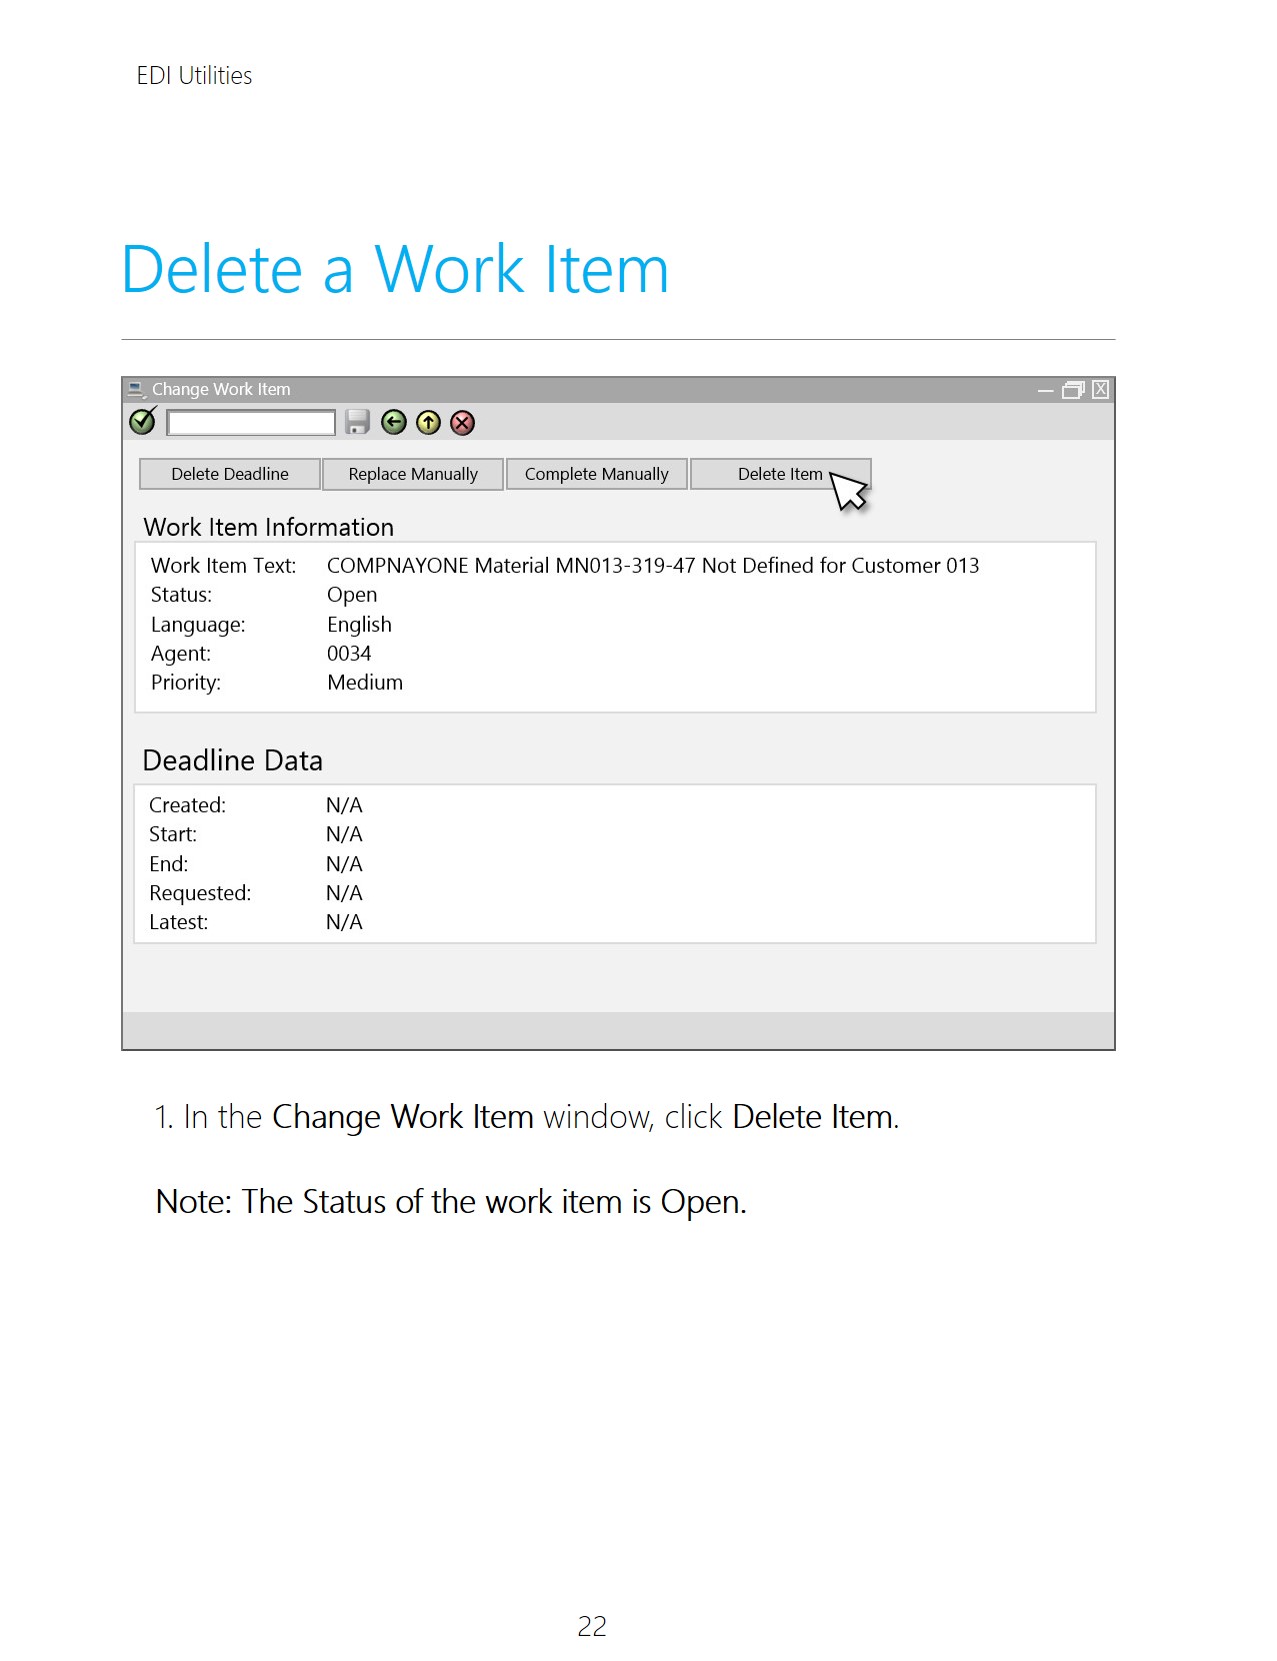 EDI Utilities
Delete a Work Item
Change Work Item
Delete Deadline Replace Manually Complete Manually Delete Item
Work Item Information
Work Item Text: COMPNAYONE Material MN013-319-47 Not Defined for Customer 013
Status: Open
Language: English
Agent: 0034
Priority: Medium
Deadline Data
Created: N/A
Start: N/A
End: N/A
Requested: N/A
Latest: N/A
1. In the Change Work Item window, click Delete Item.
Note: The Status of the work item is Open.
22